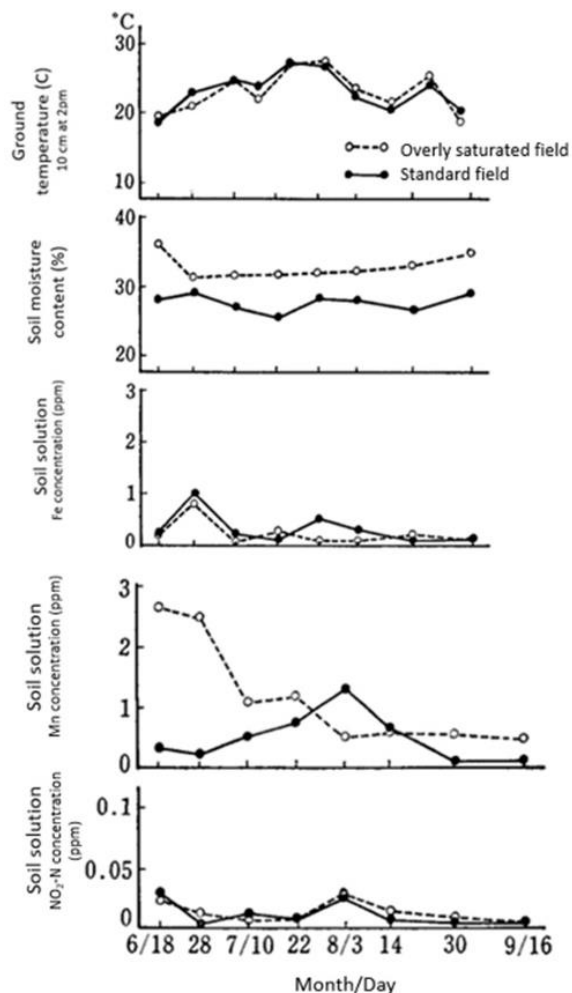 °C
30
20
10
Ground
temperature (C)
10 cm at 2pm
Overly saturated field
Standard field
40
30
20
Soil moisture
content (%)
3
2
1
0
Soil solution
Fe concentration (ppm)
3
2
1
0
Soil solution
Mn concentration (ppm)
0.1
0.05
0
Soil solution
NO₂-N concentration
(ppm)
6/18 28 7/10 22 8/3 14 30 9/16
Month/Day